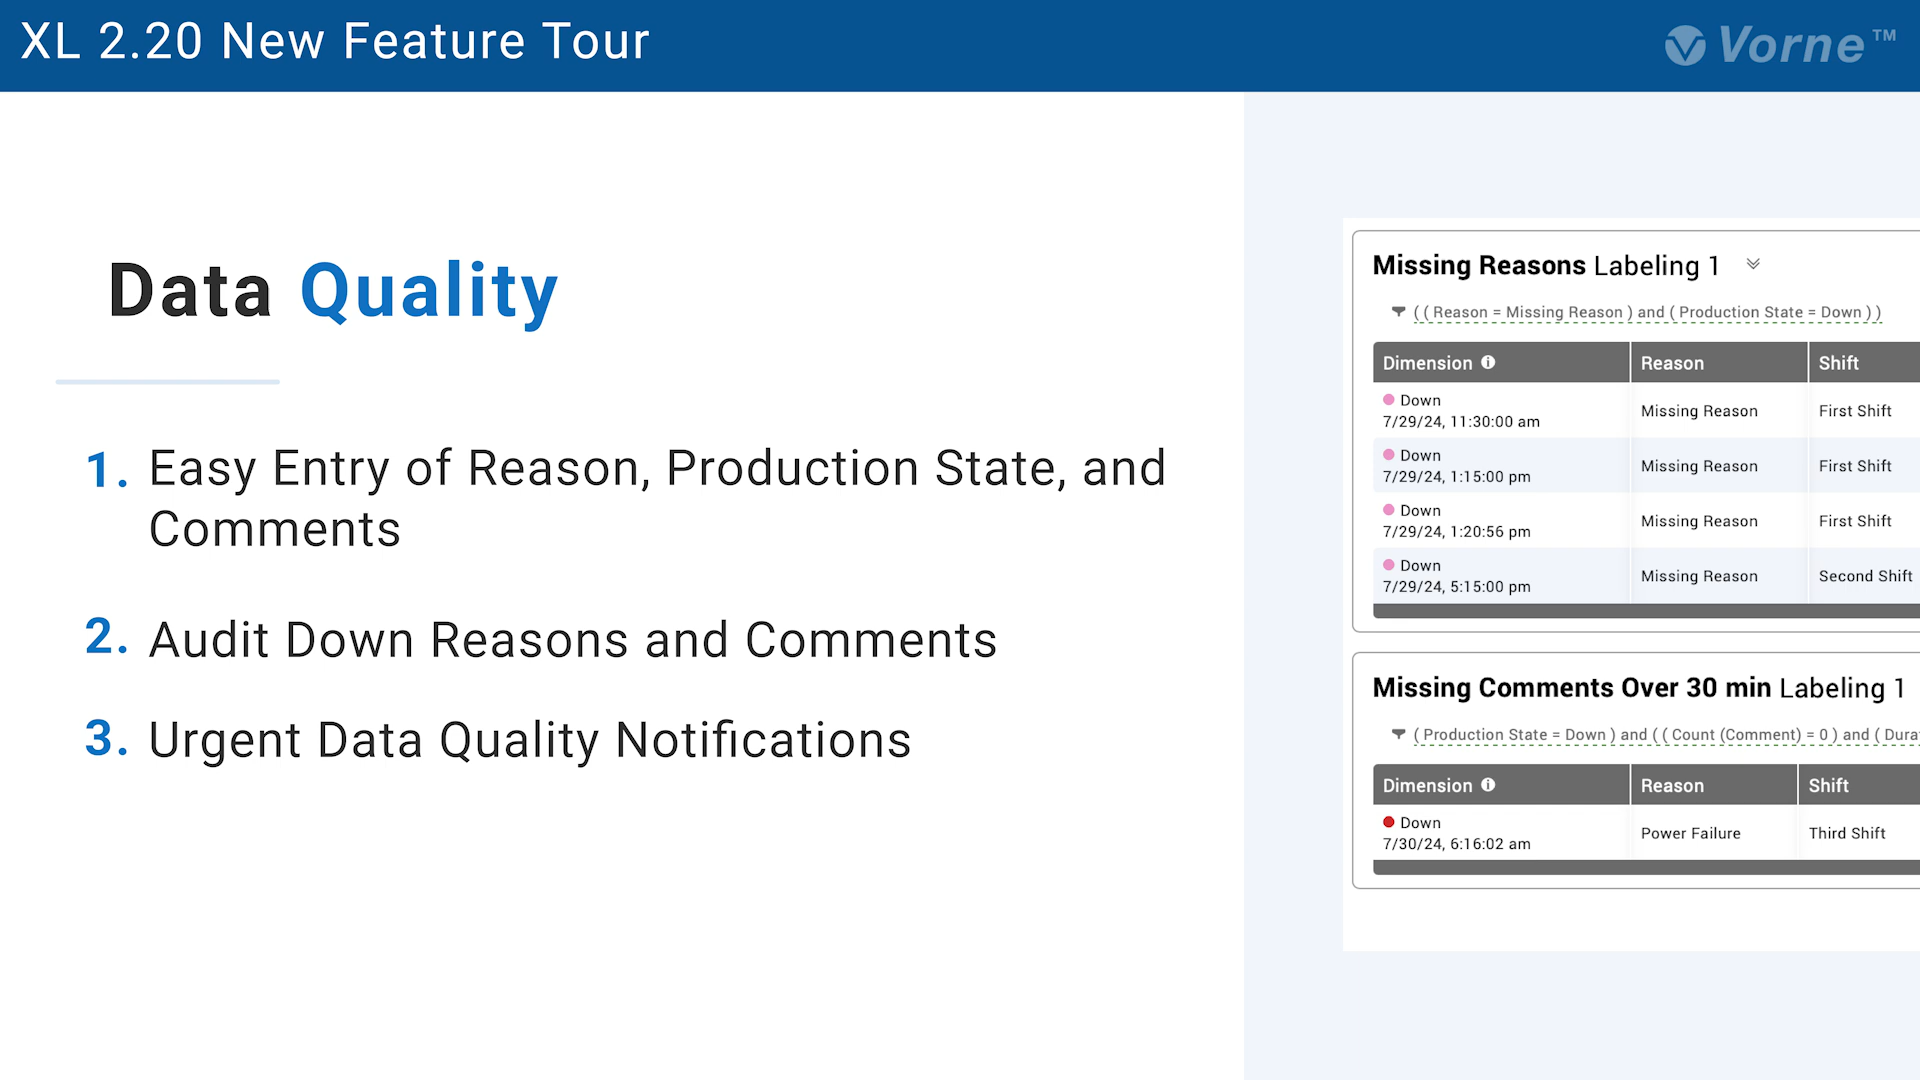 XL 2.20 New Feature Tour
Vorne™
Data Quality
1. Easy Entry of Reason, Production State, and
Comments
2. Audit Down Reasons and Comments
3. Urgent Data Quality Notifications
Missing Reasons Labeling 1
( ( Reason = Missing Reason ) and ( Production State = Down ) )
Dimension Reason Shift
Down
7/29/24, 11:30:00 am Missing Reason First Shift
Down
7/29/24, 1:15:00 pm Missing Reason First Shift
Down
7/29/24, 1:20:56 pm Missing Reason First Shift
Down
7/29/24, 5:15:00 pm Missing Reason Second Shift
Missing Comments Over 30 min Labeling 1
( Production State = Down ) and ( ( Count (Comment) = 0 ) and ( Dura
Dimension Reason Shift
Down
7/30/24, 6:16:02 am Power Failure Third Shift